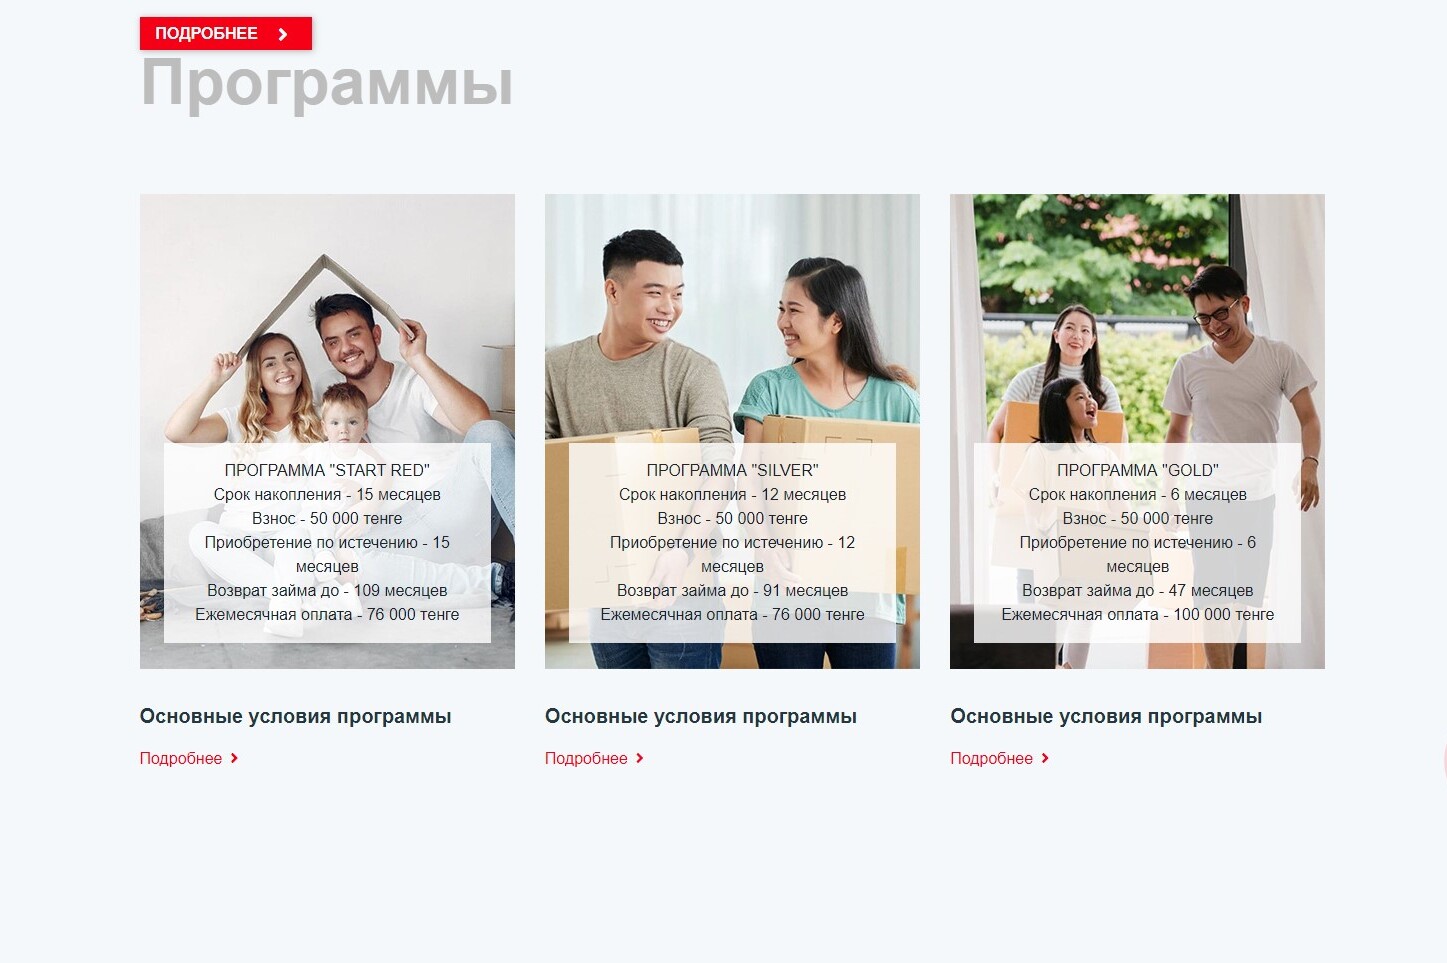 ПОДРОБНЕЕ
Программы
ПРОГРАММА "START RED"
Срок накопления - 15 месяцев
Взнос - 50 000 тенге
Приобретение по истечению - 15
месяцев
Возврат займа до - 109 месяцев
Ежемесячная оплата - 76 000 тенге
Основные условия программы
Подробнее
ПРОГРАММА "SILVER"
Срок накопления - 12 месяцев
Взнос - 50 000 тенге
Приобретение по истечению - 12
месяцев
Возврат займа до - 91 месяцев
Ежемесячная оплата - 76 000 тенге
Основные условия программы
Подробнее
ПРОГРАММА "GOLD"
Срок накопления - 6 месяцев
Взнос - 50 000 тенге
Приобретение по истечению - 6
месяцев
Возврат займа до - 47 месяцев
Ежемесячная оплата - 100 000 тенге
Основные условия программы
Подробнее